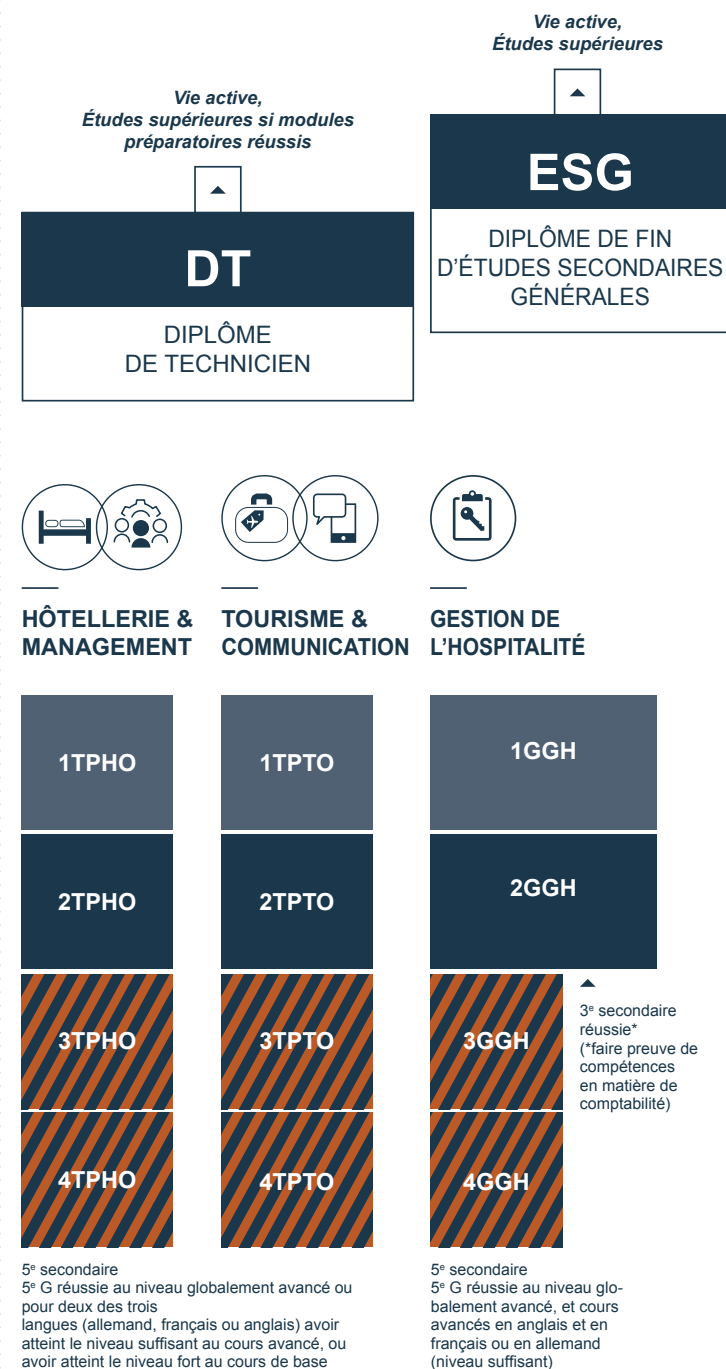 Vie active,
Études supérieures
Vie active,
Études supérieures si modules
préparatoires réussis
ESG
DIPLÔME DE FIN
D'ÉTUDES SECONDAIRES
GÉNÉRALES
DT
DIPLÔME
DE TECHNICIEN
HÔTELLERIE &
MANAGEMENT
TOURISME &
COMMUNICATION
GESTION DE
L'HOSPITALITÉ
1TPHO
1TPTO
1GGH
2TPHO
2TPTO
2GGH
3TPHO
3TPTO
3GGH
3e secondaire
réussie*
(*faire preuve de
compétences
en matière de
comptabilité)
4TPHO
4TPTO
4GGH
5e secondaire
5e G réussie au niveau globalement avancé ou
pour deux des trois
langues (allemand, français ou anglais) avoir
atteint le niveau suffisant au cours avancé, ou
avoir atteint le niveau fort au cours de base
5e secondaire
5e G réussie au niveau glo-
balement avancé, et cours
avancés en anglais et en
français ou en allemand
(niveau suffisant)